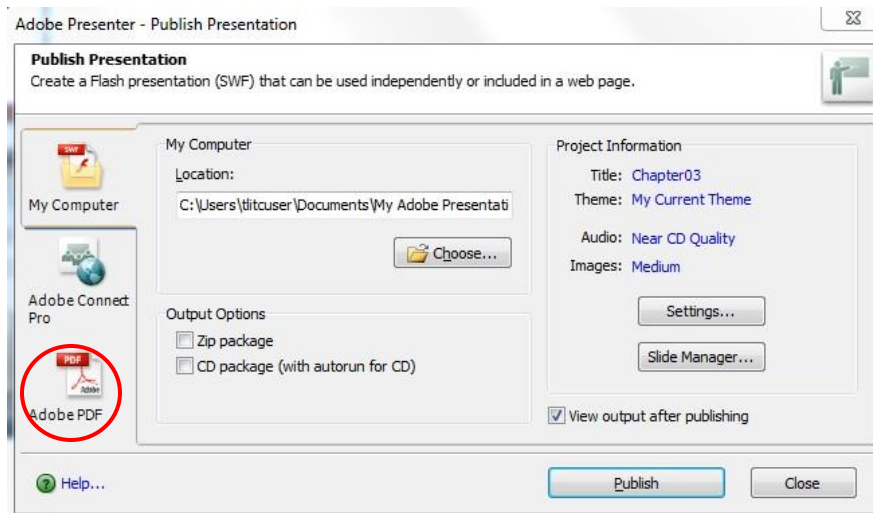 Adobe Presenter - Publish Presentation
Publish Presentation
Create a Flash presentation (SWF) that can be used independently or included in a web page.
SWF
My Computer
Adobe Connect
Pro
PDF
Adobe
Adobe PDF
My Computer
Location:
C:\Users\tlitcuser\Documents\My Adobe Presentati
Choose...
Output Options
Zip package
CD package (with autorun for CD)
Project Information
Title: Chapter03
Theme: My Current Theme
Audio: Near CD Quality
Images: Medium
Settings...
Slide Manager...
View output after publishing
Help...
Publish
Close